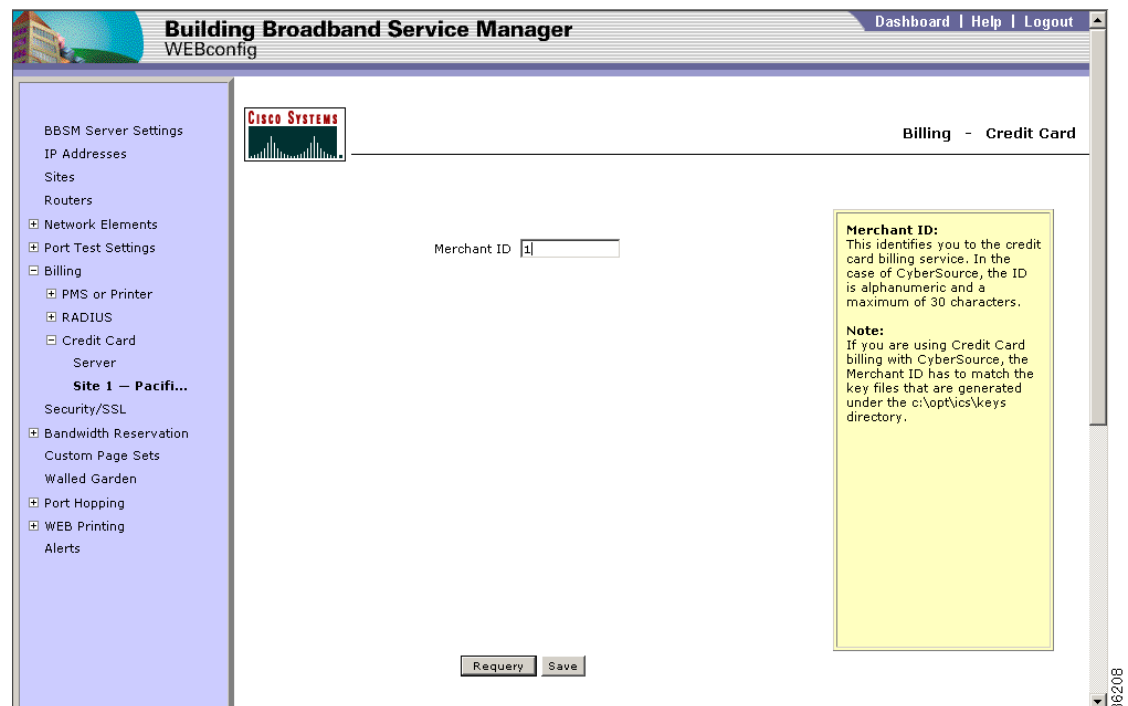 Building Broadband Service Manager
WEBconfig
Dashboard | Help | Logout
BBSM Server Settings
IP Addresses
Sites
Routers
Network Elements
Port Test Settings
Billing
PMS or Printer
RADIUS
Credit Card
Server
Site 1 — Pacifi...
Security/SSL
Bandwidth Reservation
Custom Page Sets
Walled Garden
Port Hopping
WEB Printing
Alerts
CISCO SYSTEMS
Billing - Credit Card
Merchant ID 1
Merchant ID:
This identifies you to the credit
card billing service. In the
case of CyberSource, the ID
is alphanumeric and a
maximum of 30 characters.
Note:
If you are using Credit Card
billing with CyberSource, the
Merchant ID has to match the
key files that are generated
under the c:\opt\ics\keys
directory.
Requery Save